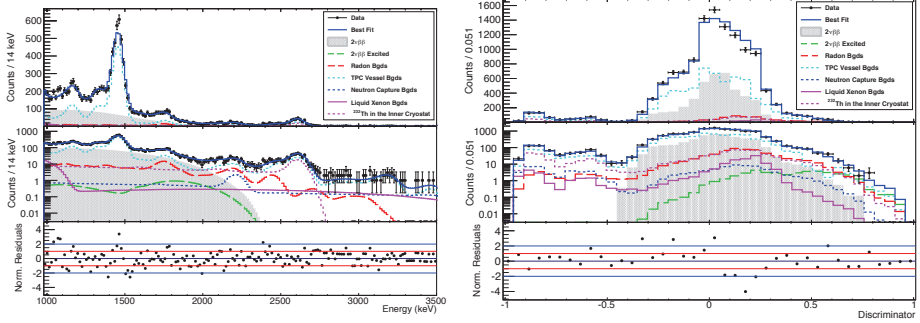 Counts / 14 keV
600
500
400
300
200
100
Data
Best Fit
2νββ
2νββ Excited
Radon Bgds
TPC Vessel Bgds
Neutron Capture Bgds
Liquid Xenon Bgds
²³²Th in the Inner Cryostat
Counts / 14 keV
1000
100
10
1
0.1
0.01
Norm. Residuals
4
2
0
-2
-4
1000
1500
2000
2500
3000
3500
Energy (keV)
Counts / 0.051
1600
1400
1200
1000
800
600
400
200
Data
Best Fit
2νββ
2νββ Excited
Radon Bgds
TPC Vessel Bgds
Neutron Capture Bgds
Liquid Xenon Bgds
²³²Th in the Inner Cryostat
Counts / 0.051
1000
100
10
1
0.1
0.01
Norm. Residuals
4
2
0
-2
-4
-1
-0.5
0
0.5
1
Discriminator